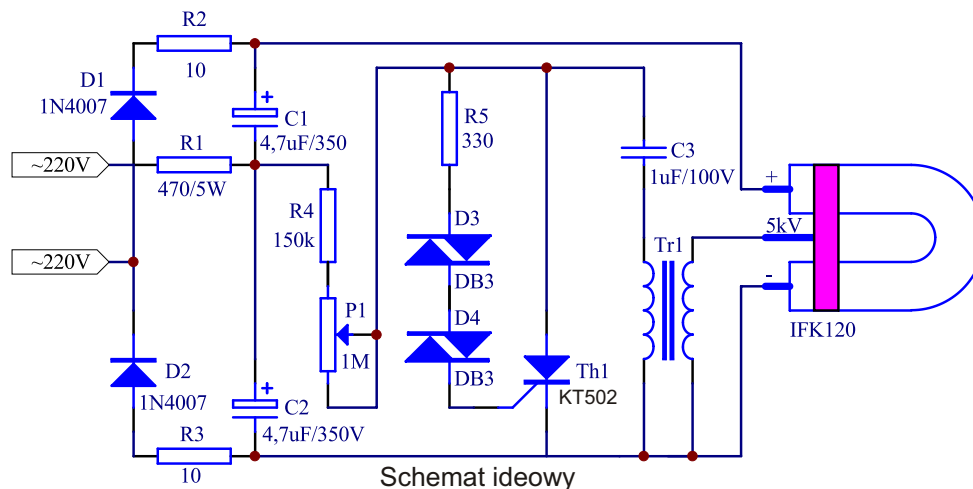 R2
10
D1
1N4007
C1
4,7uF/350
~220V
R1
470/5W
R4
150k
R5
330
C3
1uF/100V
+
5kV
-
IFK120
~220V
D3
DB3
Tr1
P1
1M
D4
DB3
Th1
KT502
D2
1N4007
C2
4,7uF/350V
R3
10
+
+
Schemat ideowy